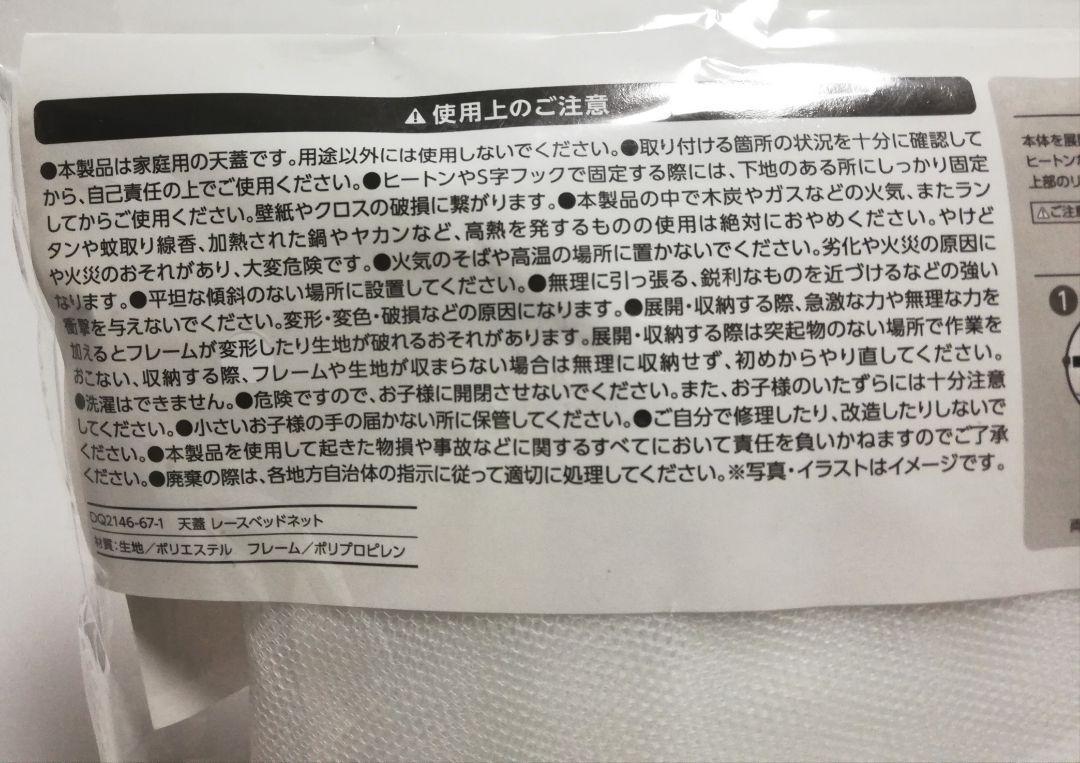 ⚠使用上のご注意
●本製品は家庭用の天蓋です。用途以外には使用しないでください。●取り付ける箇所の状況を十分に確認して
から、自己責任の上でご使用ください。●ヒートンやS字フックで固定する際には、下地のある所にしっかり固定
してからご使用ください。壁紙やクロスの破損に繋がります。●本製品の中で木炭やガスなどの火気、またラン
タンや蚊取り線香、加熱された鍋やヤカンなど、高熱を発するものの使用は絶対におやめください。やけど
や火災のおそれがあり、大変危険です。●火気のそばや高温の場所に置かないでください。劣化や火災の原因に
なります。●平坦な傾斜のない場所に設置してください。●無理に引っ張る、鋭利なものを近づけるなどの強い
衝撃を与えないでください。変形・変色・破損などの原因になります。●展開・収納する際、急激な力や無理な力を
加えるとフレームが変形したり生地が破れるおそれがあります。展開・収納する際は突起物のない場所で作業を
おこない、収納する際、フレームや生地が収まらない場合は無理に収納せず、初めからやり直してください。
●洗濯はできません。●危険ですので、お子様に開閉させないでください。また、お子様のいたずらには十分注意
してください。●小さいお子様の手の届かない所に保管してください。●ご自分で修理したり、改造したりしないで
ください。●本製品を使用して起きた物損や事故などに関するすべてにおいて責任を負いかねますのでご了承
ください。●廃棄の際は、各地方自治体の指示に従って適切に処理してください。※写真・イラストはイメージです。
DQ2146-67-1 天蓋 レースベッドネット
材質：生地／ポリエステル フレーム／ポリプロピレン
本体を展
ヒートン
上部のリ
⚠ご注
1